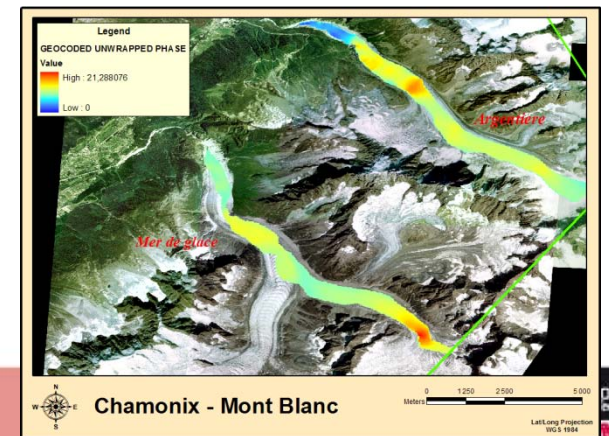 Legend
GEOCODED UNWRAPPED PHASE
Value
High : 21,288076
Low : 0
Argentiere
Mer de glace
N
W E
S
Chamonix - Mont Blanc
0 1 250 2 500 5 000
Meters
Lat/Long Projection
WGS 1984